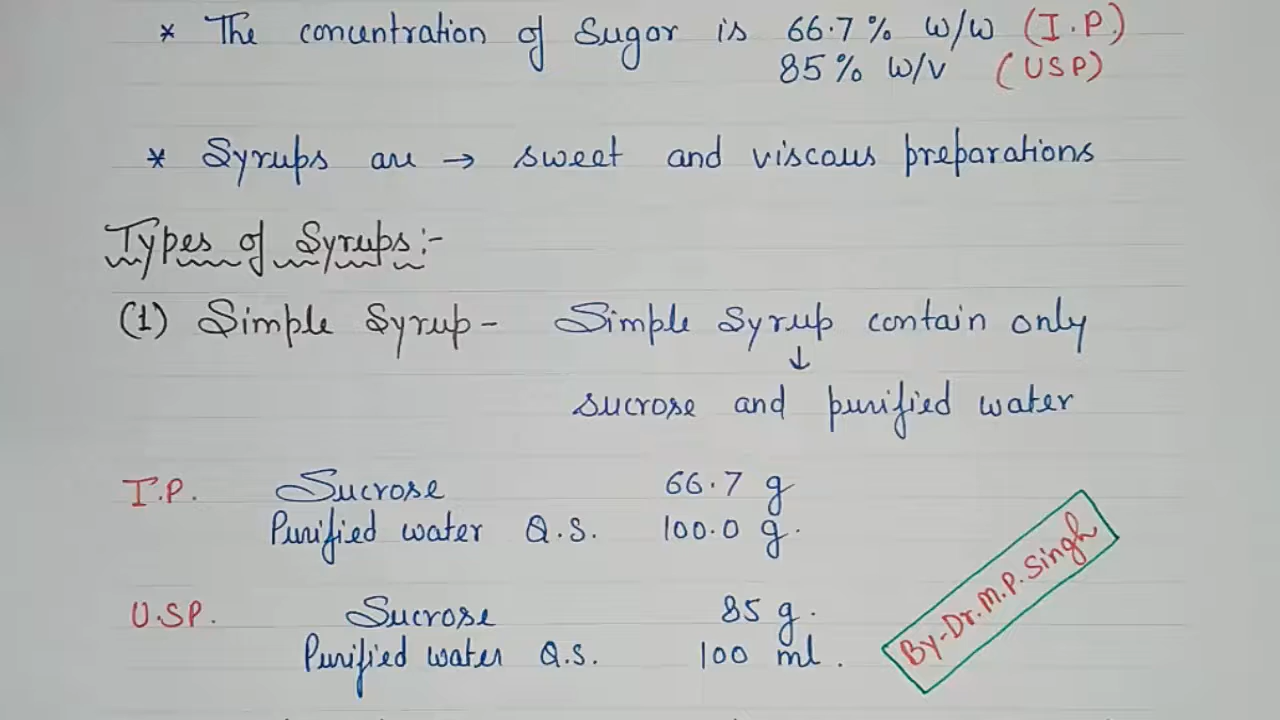 * The concentration of Sugar is 66.7% w/w (I.P.)
85% w/v (USP)
* Syrups are → sweet and viscous preparations
Types of Syrups:-
(1) Simple Syrup - Simple Syrup contain only
↓
sucrose and purified water
I.P. Sucrose 66.7 g
Purified water Q.S. 100.0 g.
U.SP. Sucrose 85 g.
Purified water Q.S. 100 ml.
By-Dr.M.P.Singh